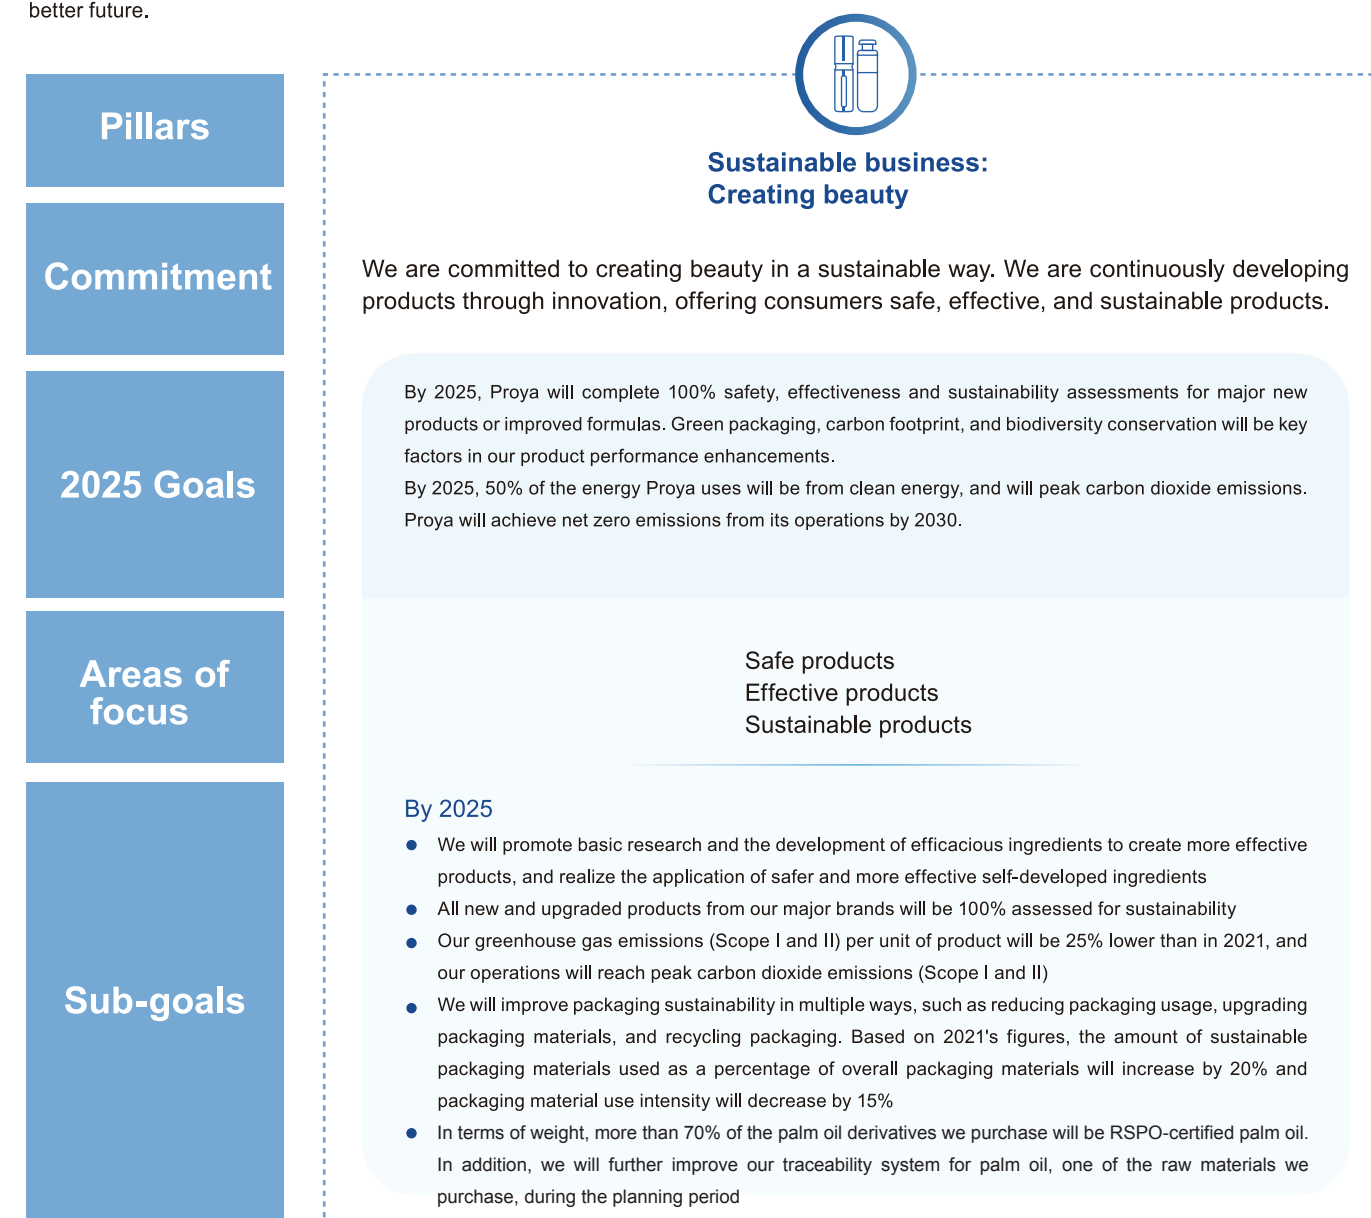 better future.
Pillars
Sustainable business:
Creating beauty
Commitment
We are committed to creating beauty in a sustainable way. We are continuously developing
products through innovation, offering consumers safe, effective, and sustainable products.
2025 Goals
By 2025, Proya will complete 100% safety, effectiveness and sustainability assessments for major new
products or improved formulas. Green packaging, carbon footprint, and biodiversity conservation will be key
factors in our product performance enhancements.
By 2025, 50% of the energy Proya uses will be from clean energy, and will peak carbon dioxide emissions.
Proya will achieve net zero emissions from its operations by 2030.
Areas of
focus
Safe products
Effective products
Sustainable products
Sub-goals
By 2025
● We will promote basic research and the development of efficacious ingredients to create more effective
products, and realize the application of safer and more effective self-developed ingredients
● All new and upgraded products from our major brands will be 100% assessed for sustainability
● Our greenhouse gas emissions (Scope I and II) per unit of product will be 25% lower than in 2021, and
our operations will reach peak carbon dioxide emissions (Scope I and II)
● We will improve packaging sustainability in multiple ways, such as reducing packaging usage, upgrading
packaging materials, and recycling packaging. Based on 2021's figures, the amount of sustainable
packaging materials used as a percentage of overall packaging materials will increase by 20% and
packaging material use intensity will decrease by 15%
● In terms of weight, more than 70% of the palm oil derivatives we purchase will be RSPO-certified palm oil.
In addition, we will further improve our traceability system for palm oil, one of the raw materials we
purchase, during the planning period